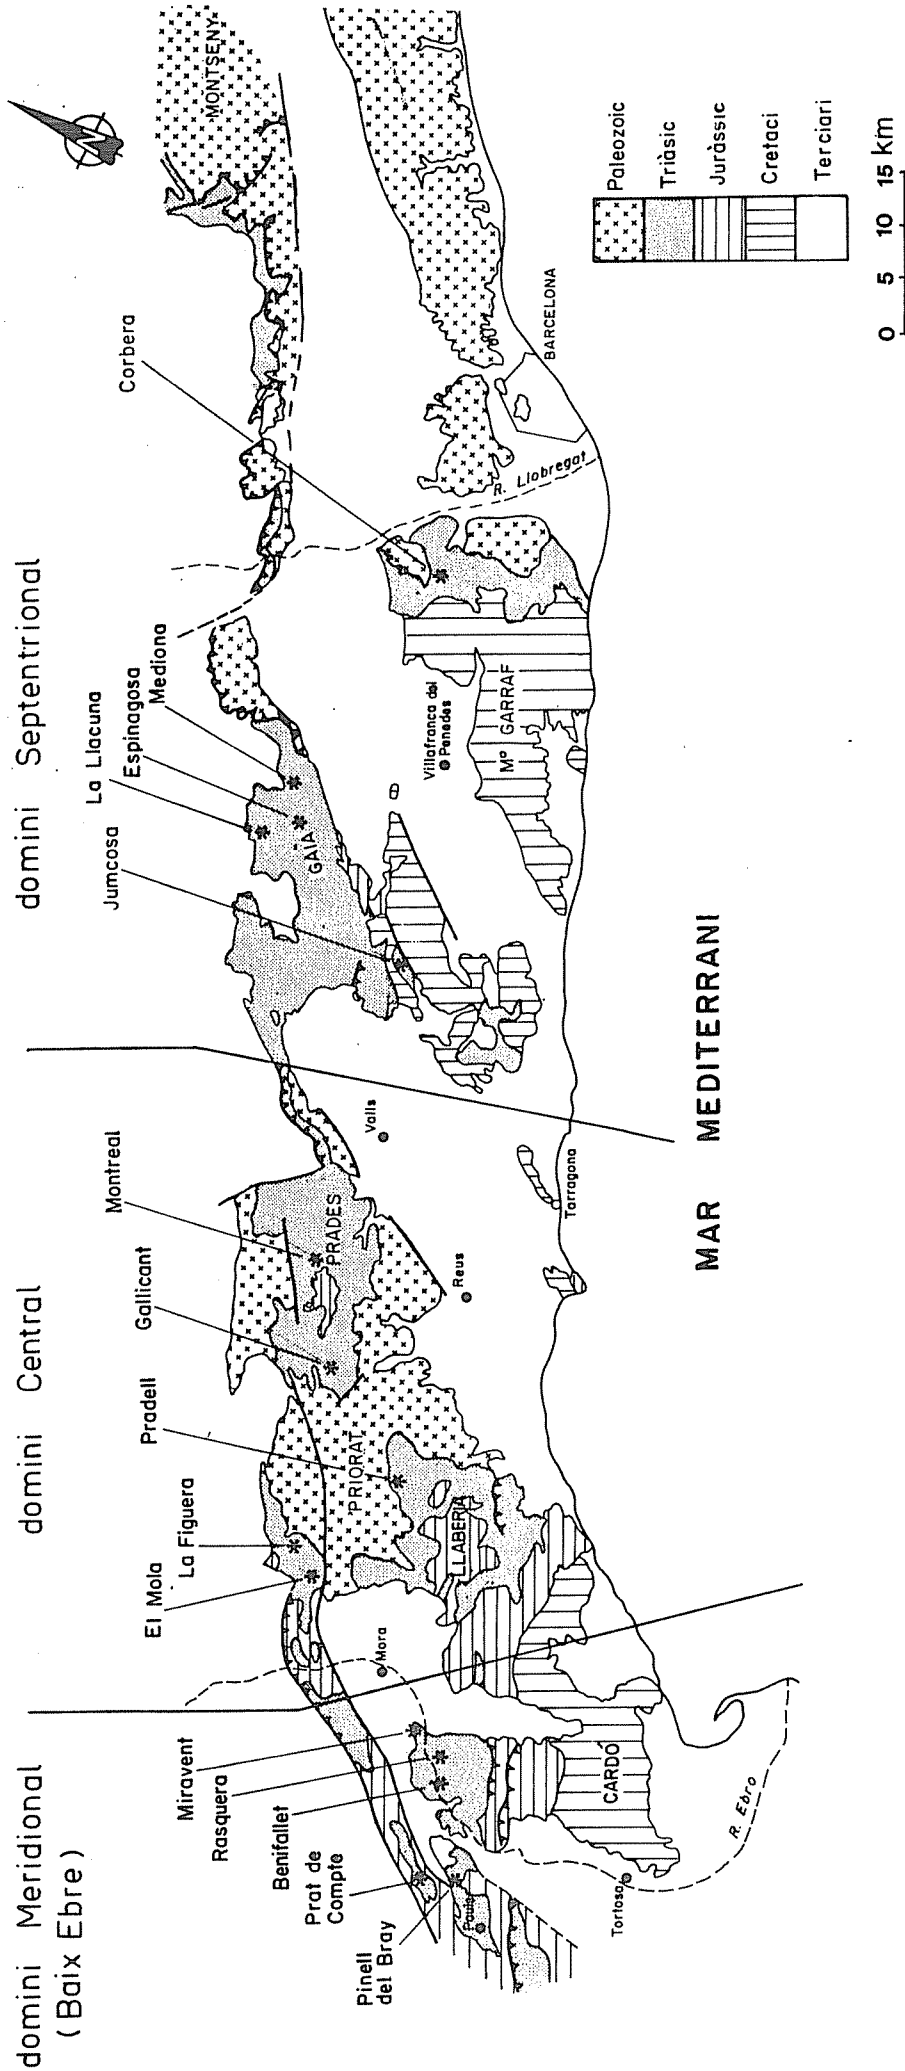 domini Meridional
(Baix Ebre)
domini Central
domini Septentrional
Pinell
del Bray
Prat de
Compte
Benifallet
Rasquera
Miravent
El Mola
La Figuera
Pradell
Gallicant
Montreal
Jumcosa
La Llacuna
Espinagosa
Mediona
Corbera
MONTSENY
N
GAIA
PRADES
PRIORAT
LLABERIA
CARDÓ
Mº GARRAF
Mora
Reus
Valls
Tarragona
Tortosa
Villafranca del
Panedes
BARCELONA
R. Llobregat
R. Ebro
MAR MEDITERRANI
Paleozoic
Triàsic
Juràssic
Cretaci
Terciari
0 5 10 15 km